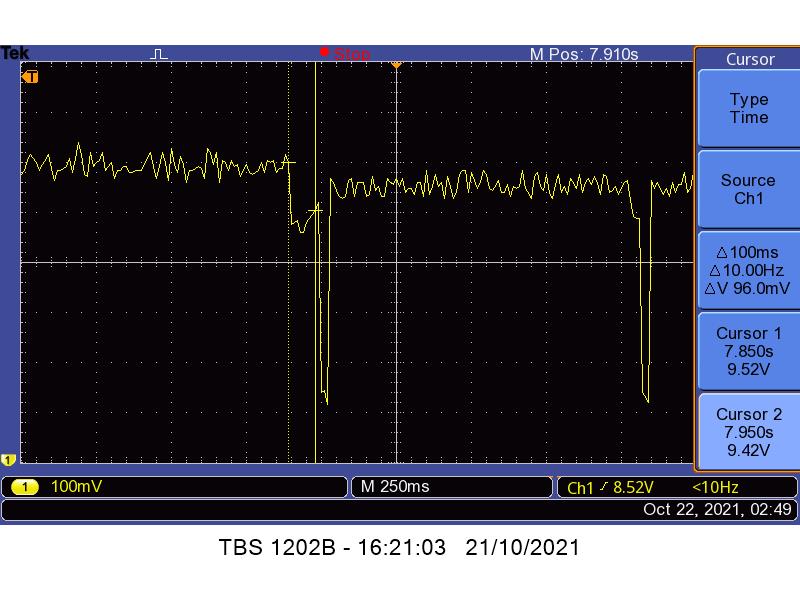 Tek
Stop
M Pos: 7.910s
Cursor
T
Type
Time
Source
Ch1
△100ms
△10.00Hz
△V 96.0mV
Cursor 1
7.850s
9.52V
Cursor 2
7.950s
9.42V
1
1 100mV
M 250ms
Ch1 8.52V
<10Hz
Oct 22, 2021, 02:49
TBS 1202B - 16:21:03 21/10/2021